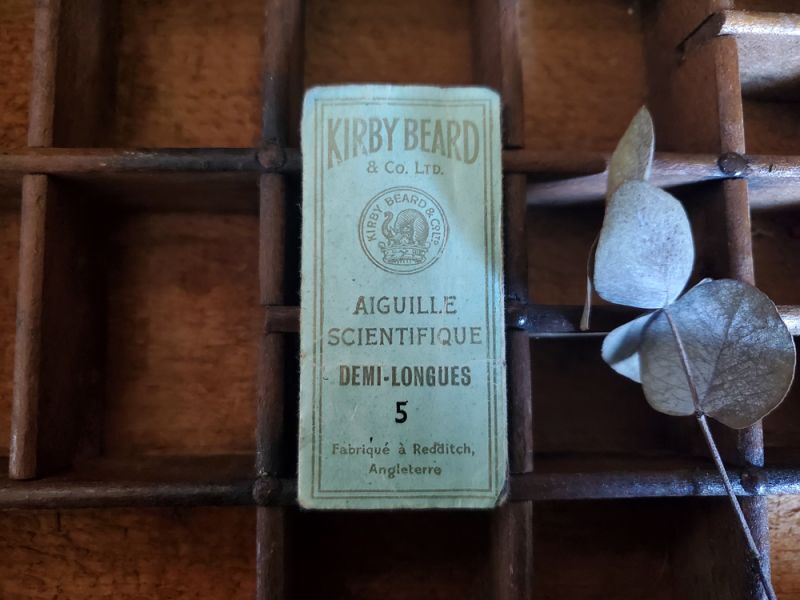 KIRBY BEARD
& Co. LTD.
KIRBY BEARD & Co LTD
AIGUILLE
SCIENTIFIQUE
DEMI-LONGUES
5
Fabriqué à Redditch,
Angleterre